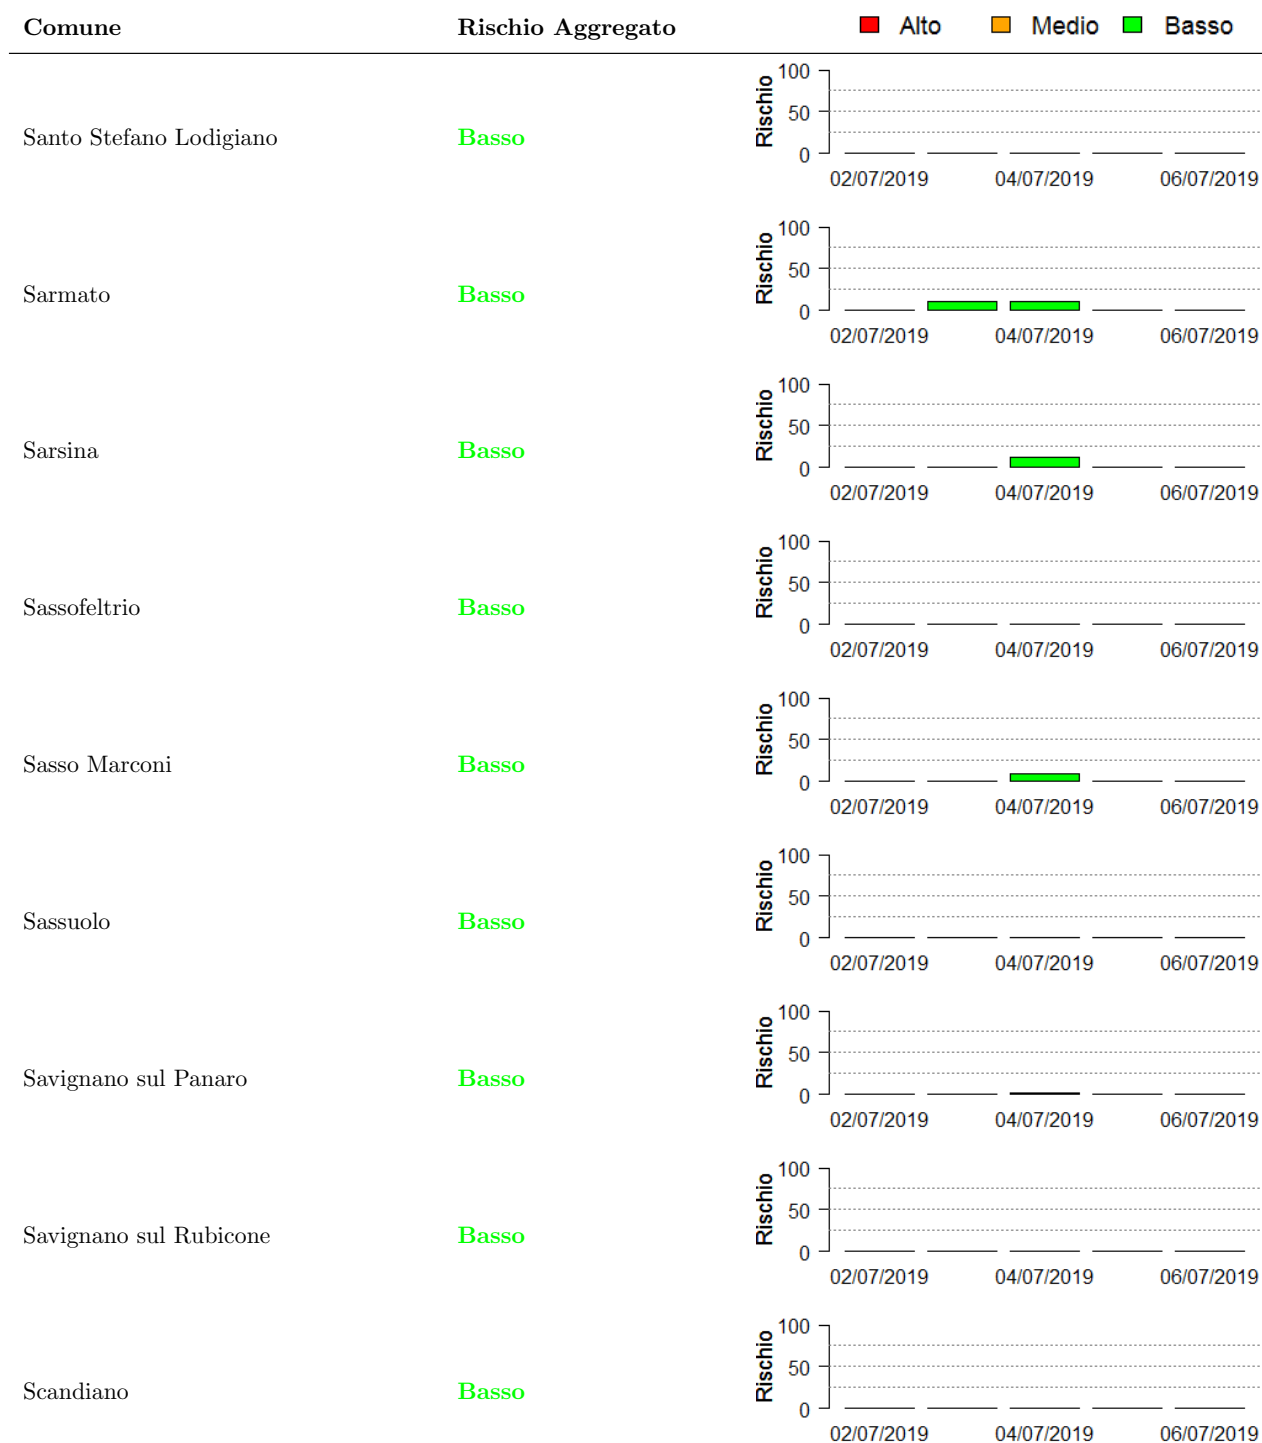 Comune Rischio Aggregato Alto Medio Basso
Santo Stefano Lodigiano Basso
Rischio
100
50
0
02/07/2019 04/07/2019 06/07/2019
Sarmato Basso
Rischio
100
50
0
02/07/2019 04/07/2019 06/07/2019
Sarsina Basso
Rischio
100
50
0
02/07/2019 04/07/2019 06/07/2019
Sassofeltrio Basso
Rischio
100
50
0
02/07/2019 04/07/2019 06/07/2019
Sasso Marconi Basso
Rischio
100
50
0
02/07/2019 04/07/2019 06/07/2019
Sassuolo Basso
Rischio
100
50
0
02/07/2019 04/07/2019 06/07/2019
Savignano sul Panaro Basso
Rischio
100
50
0
02/07/2019 04/07/2019 06/07/2019
Savignano sul Rubicone Basso
Rischio
100
50
0
02/07/2019 04/07/2019 06/07/2019
Scandiano Basso
Rischio
100
50
0
02/07/2019 04/07/2019 06/07/2019